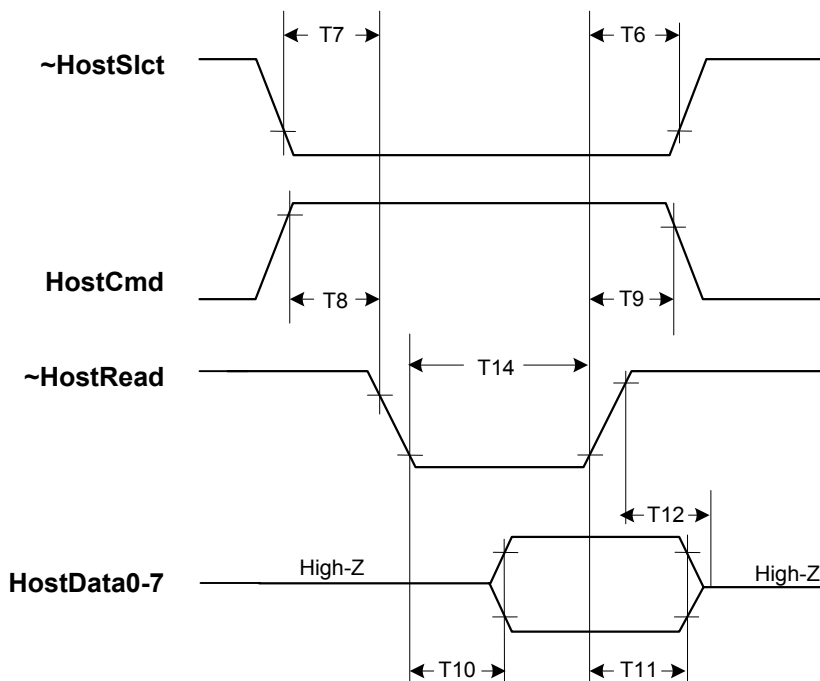 T7
T6
~HostSlct
HostCmd
T8
T9
~HostRead
T14
T12
High-Z
High-Z
HostData0-7
T10
T11